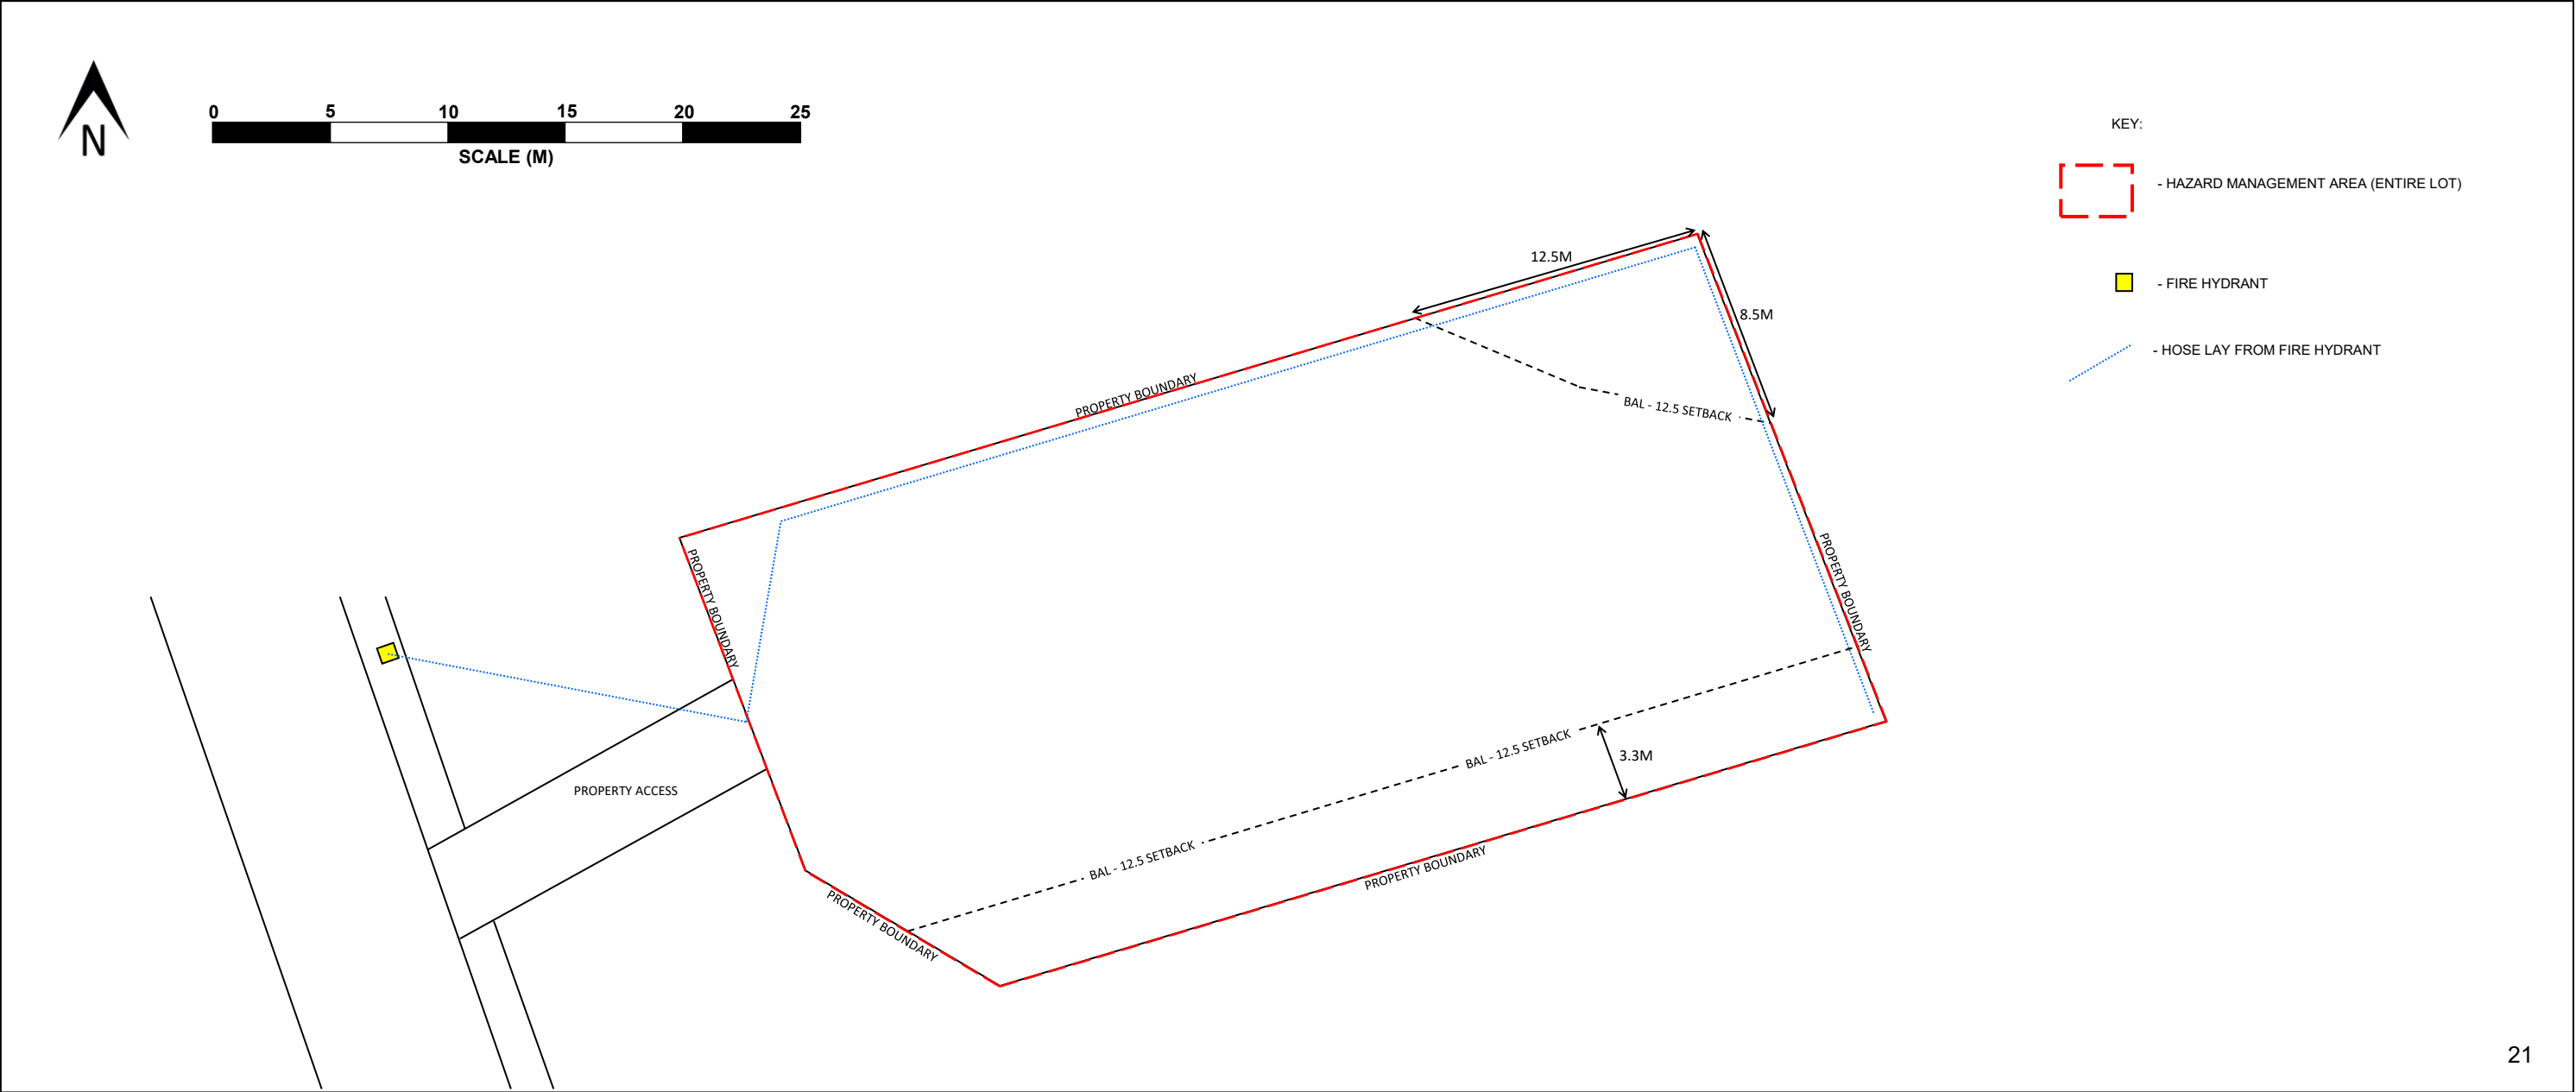 N
0 5 10 15 20 25
SCALE (M)
KEY:
- HAZARD MANAGEMENT AREA (ENTIRE LOT)
- FIRE HYDRANT
- HOSE LAY FROM FIRE HYDRANT
12.5M
8.5M
PROPERTY BOUNDARY
BAL - 12.5 SETBACK
PROPERTY BOUNDARY
PROPERTY BOUNDARY
BAL - 12.5 SETBACK
3.3M
PROPERTY ACCESS
BAL - 12.5 SETBACK
PROPERTY BOUNDARY
PROPERTY BOUNDARY
21